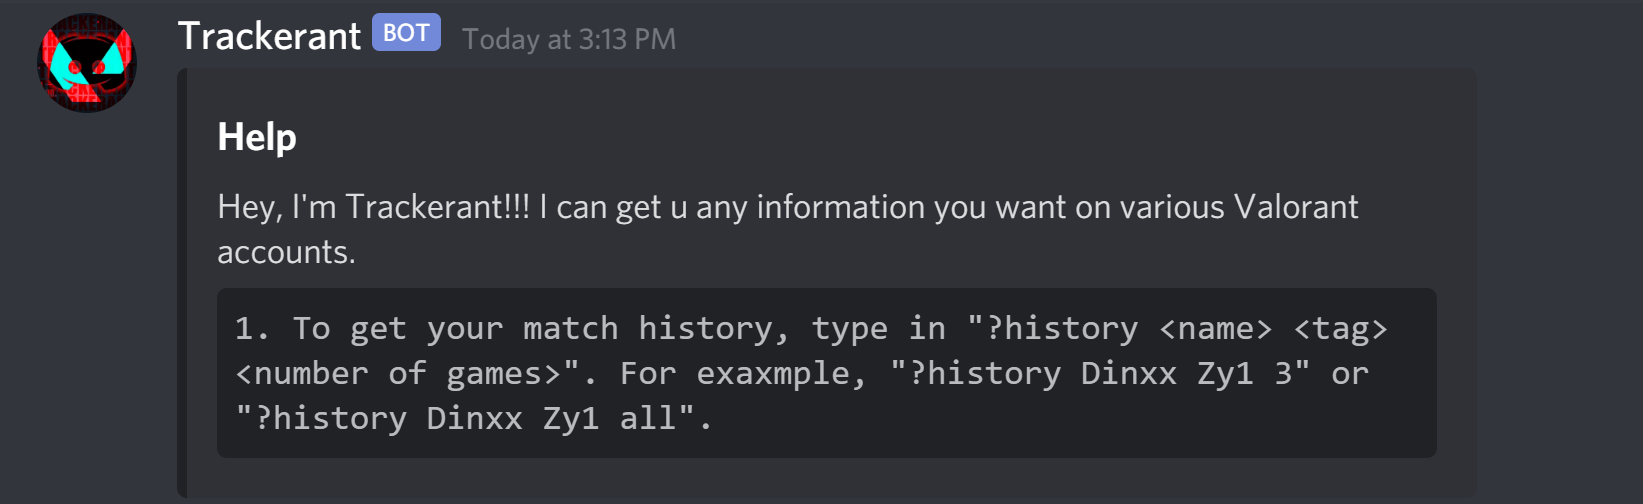 Trackerant BOT Today at 3:13 PM
Help
Hey, I'm Trackerant!!! I can get u any information you want on various Valorant
accounts.
1. To get your match history, type in "?history <name> <tag>
<number of games>". For exaxmple, "?history Dinxx Zy1 3" or
"?history Dinxx Zy1 all".